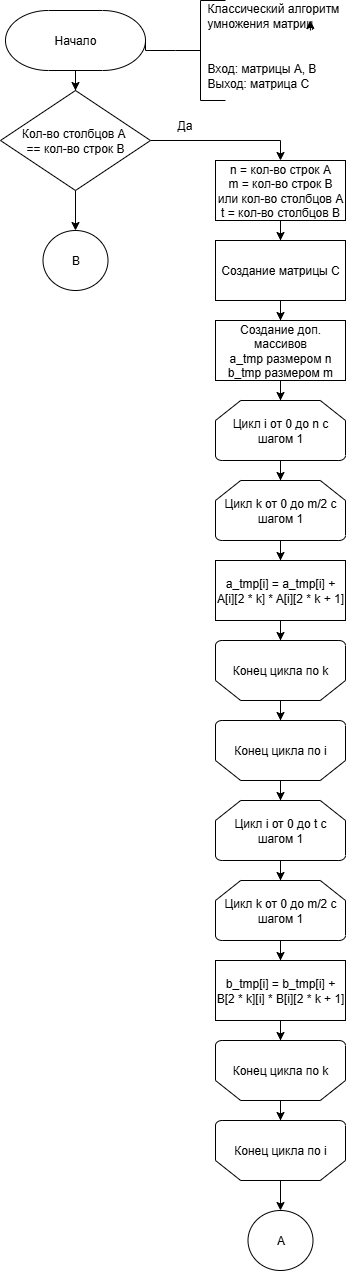 Классический алгоритм
умножения матриц
Начало
Вход: матрицы A, B
Выход: матрица C
Кол-во столбцов A
== кол-во строк B
Да
n = кол-во строк A
m = кол-во строк B
или кол-во столбцов A
t = кол-во столбцов B
B
Создание матрицы C
Создание доп.
массивов
a_tmp размером n
b_tmp размером m
Цикл i от 0 до n с
шагом 1
Цикл k от 0 до m/2 с
шагом 1
a_tmp[i] = a_tmp[i] +
A[i][2 * k] * A[i][2 * k + 1]
Конец цикла по k
Конец цикла по i
Цикл i от 0 до t с
шагом 1
Цикл k от 0 до m/2 с
шагом 1
b_tmp[i] = b_tmp[i] +
B[2 * k][i] * B[i][2 * k + 1]
Конец цикла по k
Конец цикла по i
A